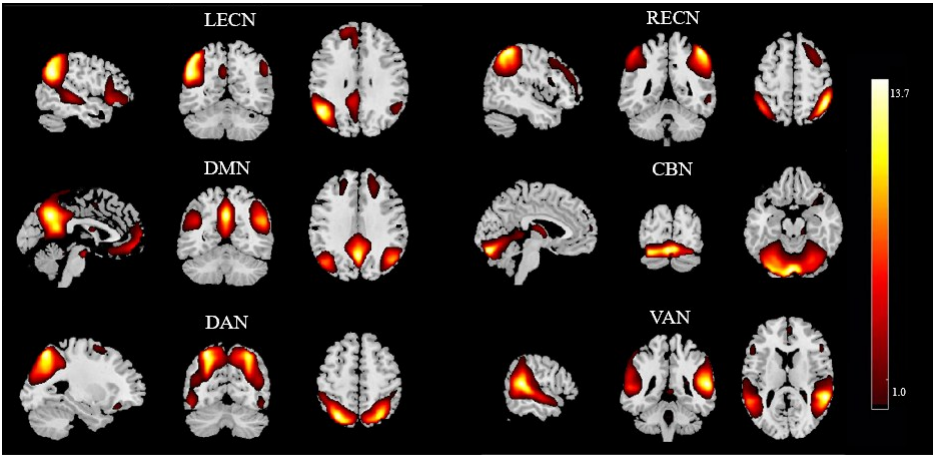 LECN
RECN
DMN
CBN
DAN
VAN
13.7
1.0